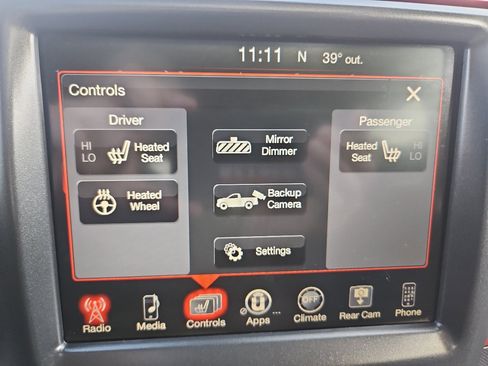 11:11 N 39° out.
Controls
Driver
Passenger
HI
LO
Heated
Seat
Mirror
Dimmer
Heated
Seat
HI
LO
Heated
Wheel
Backup
Camera
Settings
OFF
Radio
Media
Controls
Apps
...
Climate
Rear Cam
Phone